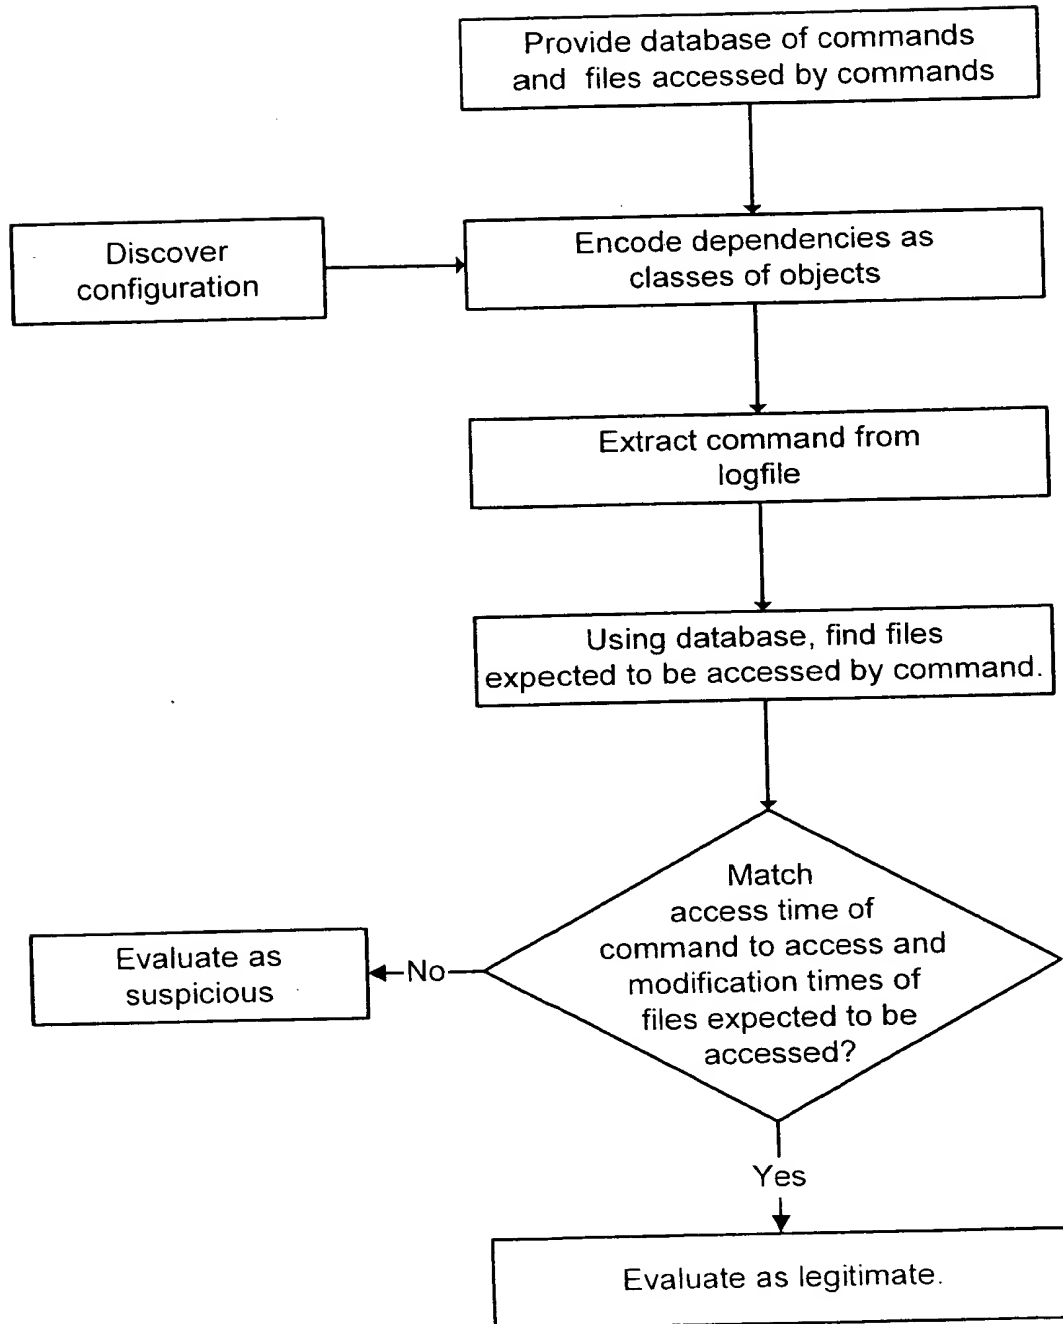 Provide database of commands
and files accessed by commands
Discover
configuration
Encode dependencies as
classes of objects
Extract command from
logfile
Using database, find files
expected to be accessed by command.
Match
access time of
command to access and
modification times of
files expected to be
accessed?
No
Evaluate as
suspicious
Yes
Evaluate as legitimate.